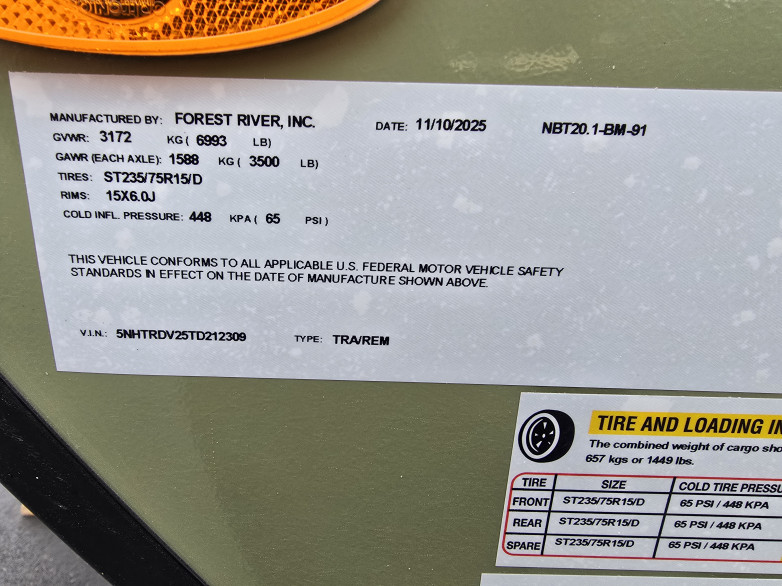 MANUFACTURED BY: FOREST RIVER, INC. DATE: 11/10/2025 NBT20.1-BM-91
GVWR: 3172 KG ( 6993 LB)
GAWR (EACH AXLE): 1588 KG ( 3500 LB)
TIRES: ST235/75R15/D
RIMS: 15X6.0J
COLD INFL. PRESSURE: 448 KPA ( 65 PSI )
THIS VEHICLE CONFORMS TO ALL APPLICABLE U.S. FEDERAL MOTOR VEHICLE SAFETY
STANDARDS IN EFFECT ON THE DATE OF MANUFACTURE SHOWN ABOVE.
V.I.N.: 5NHTRDV25TD212309 TYPE: TRA/REM
TIRE AND LOADING
The combined weight of cargo
657 kgs or 1449 lbs.
TIRE SIZE COLD TIRE
FRONT ST235/75R15/D 65 PSI / 448 KPA
REAR ST235/75R15/D 65 PSI / 448 KPA
SPARE ST235/75R15/D 65 PSI / 448 KPA